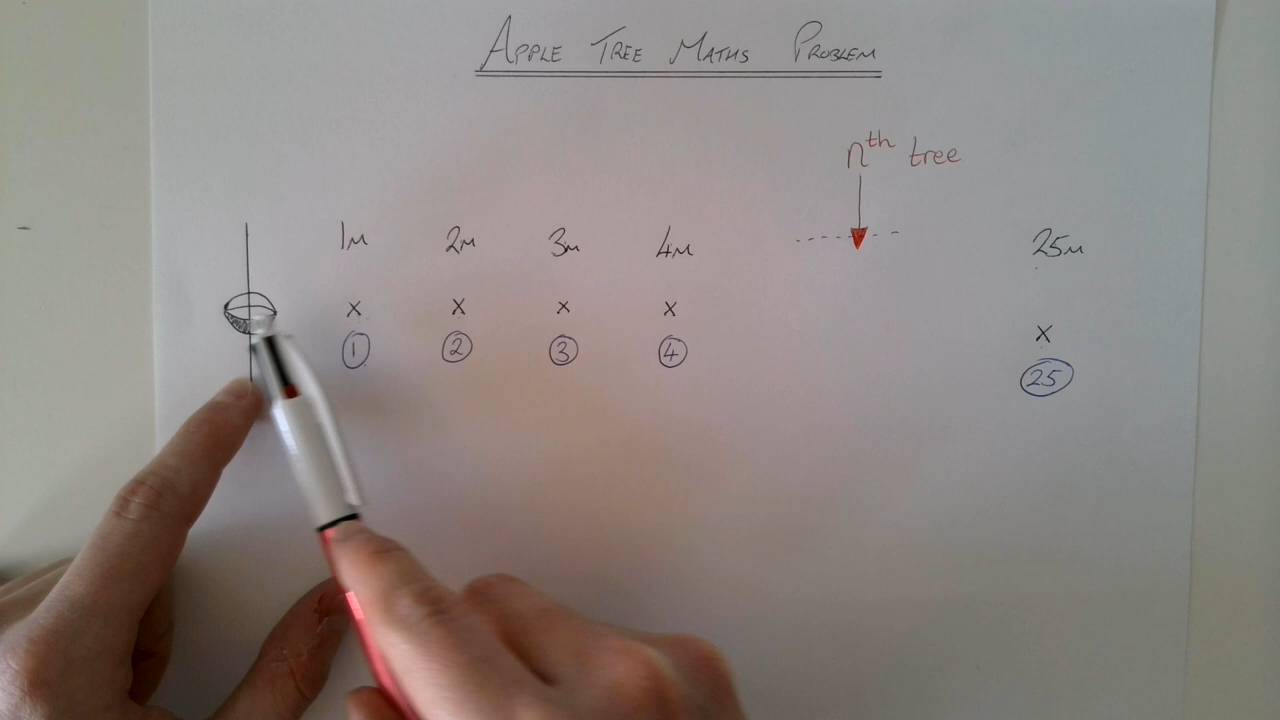 APPLE TREE MATHS PROBLEM
nth tree
1M 2M 3M 4M 25M
x x x x x
1 2 3 4 25